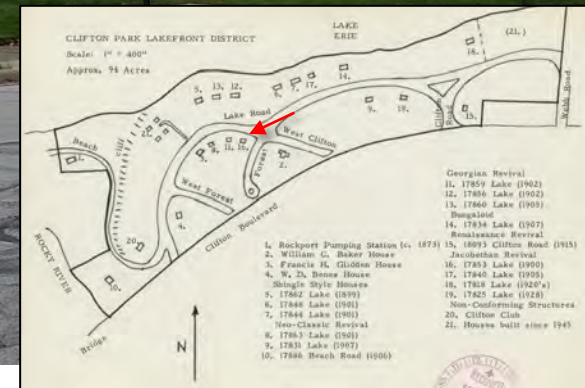 CLIFTON PARK LAKEFRONT DISTRICT
Scale: 1" = 400"
Approx. 94 Acres
LAKE
ERIE
(21.)
18.
14.
17.
5. 13. 12.
Lake Road
9. 18.
Clifton
Road
15.
Webb Road
Beach
cliff
11. 16.
West Clifton
Forest
2.
West Forest
4.
Clifton Boulevard
20.
10.
ROCKY RIVER
Bridge
N
1. Rockport Pumping Station (c. 1873)
2. William C. Baker House
3. Francis H. Glidden House
4. W. D. Benes House
Shingle Style Houses
5. 17862 Lake (1899)
6. 17848 Lake (1901)
7. 17844 Lake (1901)
Neo-Classic Revival
8. 17863 Lake (1901)
9. 17831 Lake (1907)
10. 17886 Beach Road (1906)
Georgian Revival
11. 17859 Lake (1902)
12. 17856 Lake (1902)
13. 17860 Lake (1905)
Bungaloid
14. 17834 Lake (1907)
Renaissance Revival
15. 18095 Clifton Road (1915)
Jacobethan Revival
16. 17853 Lake (1900)
17. 17840 Lake (1905)
18. 17818 Lake (1920's)
19. 17825 Lake (1928)
Non-Conforming Structures
20. Clifton Club
21. Houses built since 1945